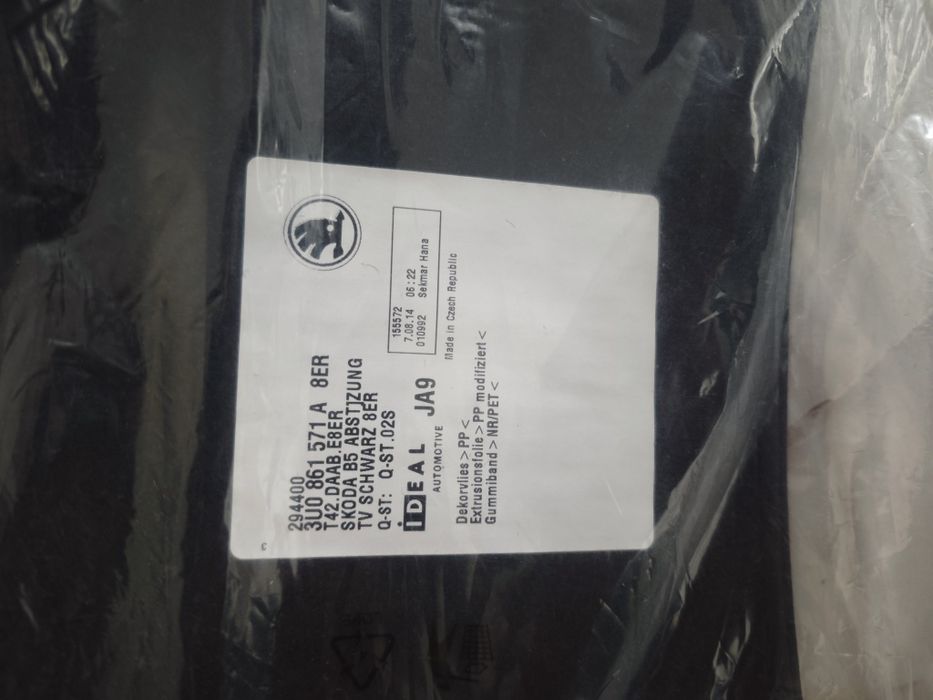 294400
3U0 861 571 A 8ER
T42.DAAB.E8ER
SKODA B5 ABSTTZUNG
TV SCHWARZ 8ER
Q-ST: Q-ST.02S
iDEAL JA9
AUTOMOTIVE
155572
7.08.14 06:22
010992 Sekmar Hana
Made in Czech Republic
Dekorvlies > PP <
Extrusionsfolie > PP modifiziert <
Gummiband > NR/PET <
3